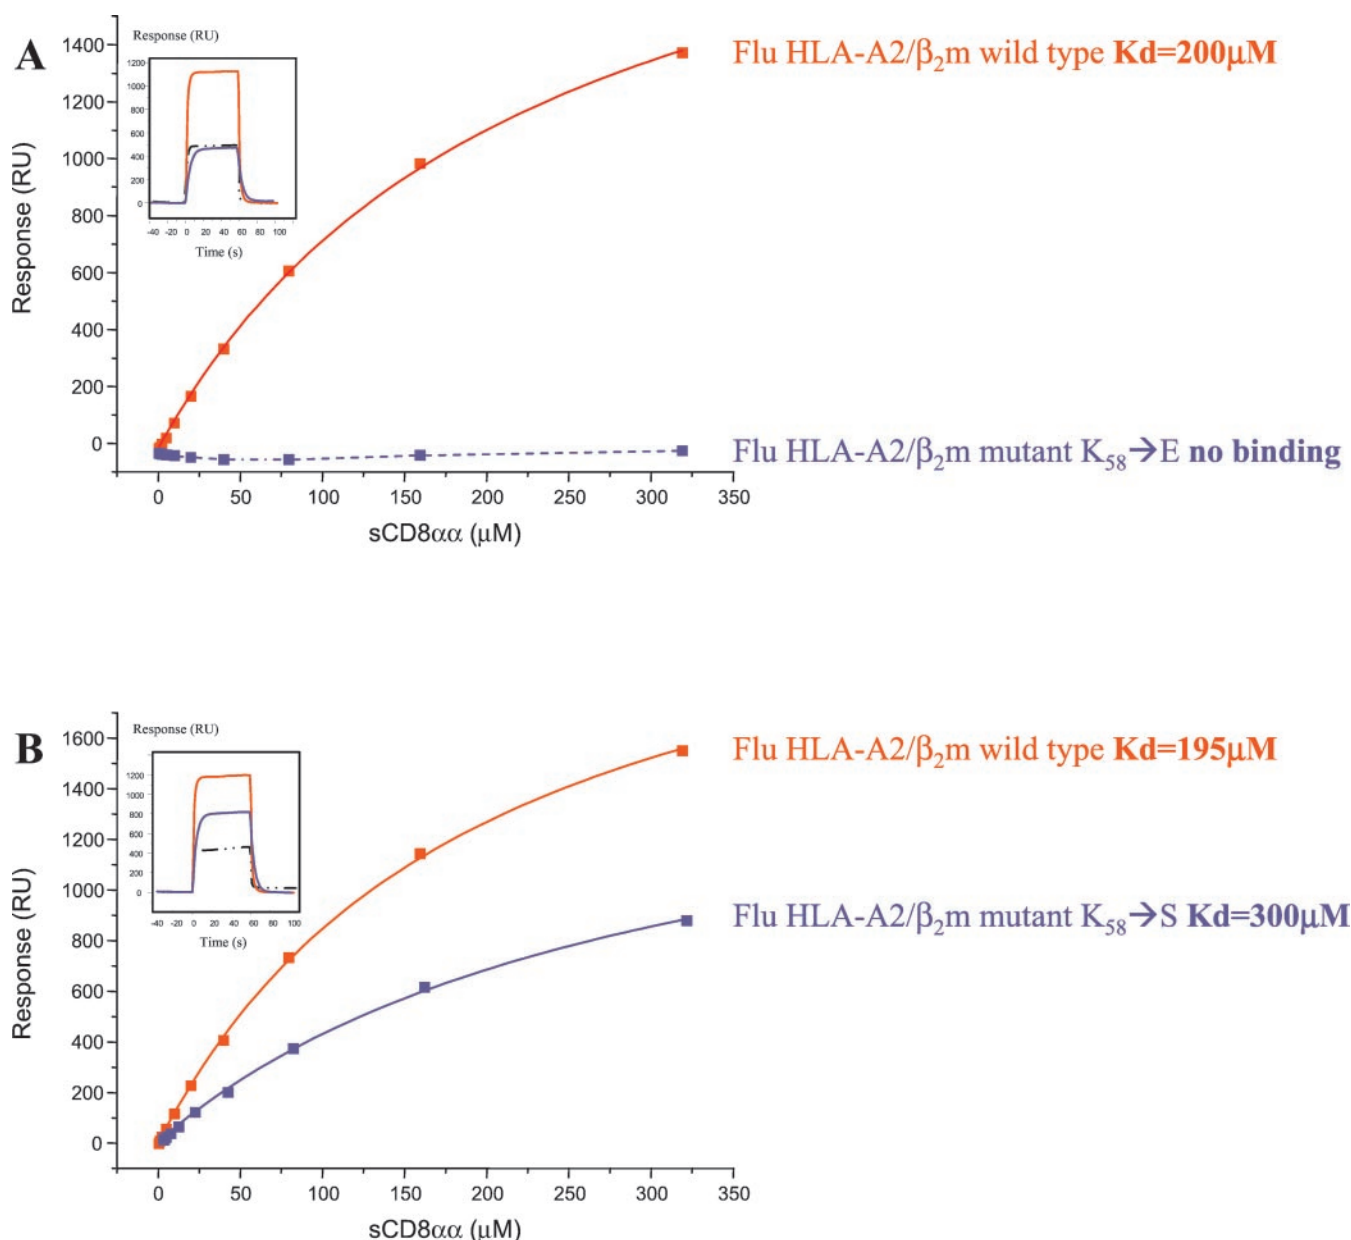 A
Response (RU)
1200
1000
800
600
400
200
0
-40 -20 0 20 40 60 80 100
Time (s)
1400
1200
1000
800
600
400
200
0
Response (RU)
0 50 100 150 200 250 300 350
sCD8αα (μM)
Flu HLA-A2/β₂m wild type Kd=200μM
Flu HLA-A2/β₂m mutant K₅₈→E no binding
B
Response (RU)
1200
1000
800
600
400
200
0
-40 -20 0 20 40 60 80 100
Time (s)
1600
1400
1200
1000
800
600
400
200
0
Response (RU)
0 50 100 150 200 250 300 350
sCD8αα (μM)
Flu HLA-A2/β₂m wild type Kd=195μM
Flu HLA-A2/β₂m mutant K₅₈→S Kd=300μM